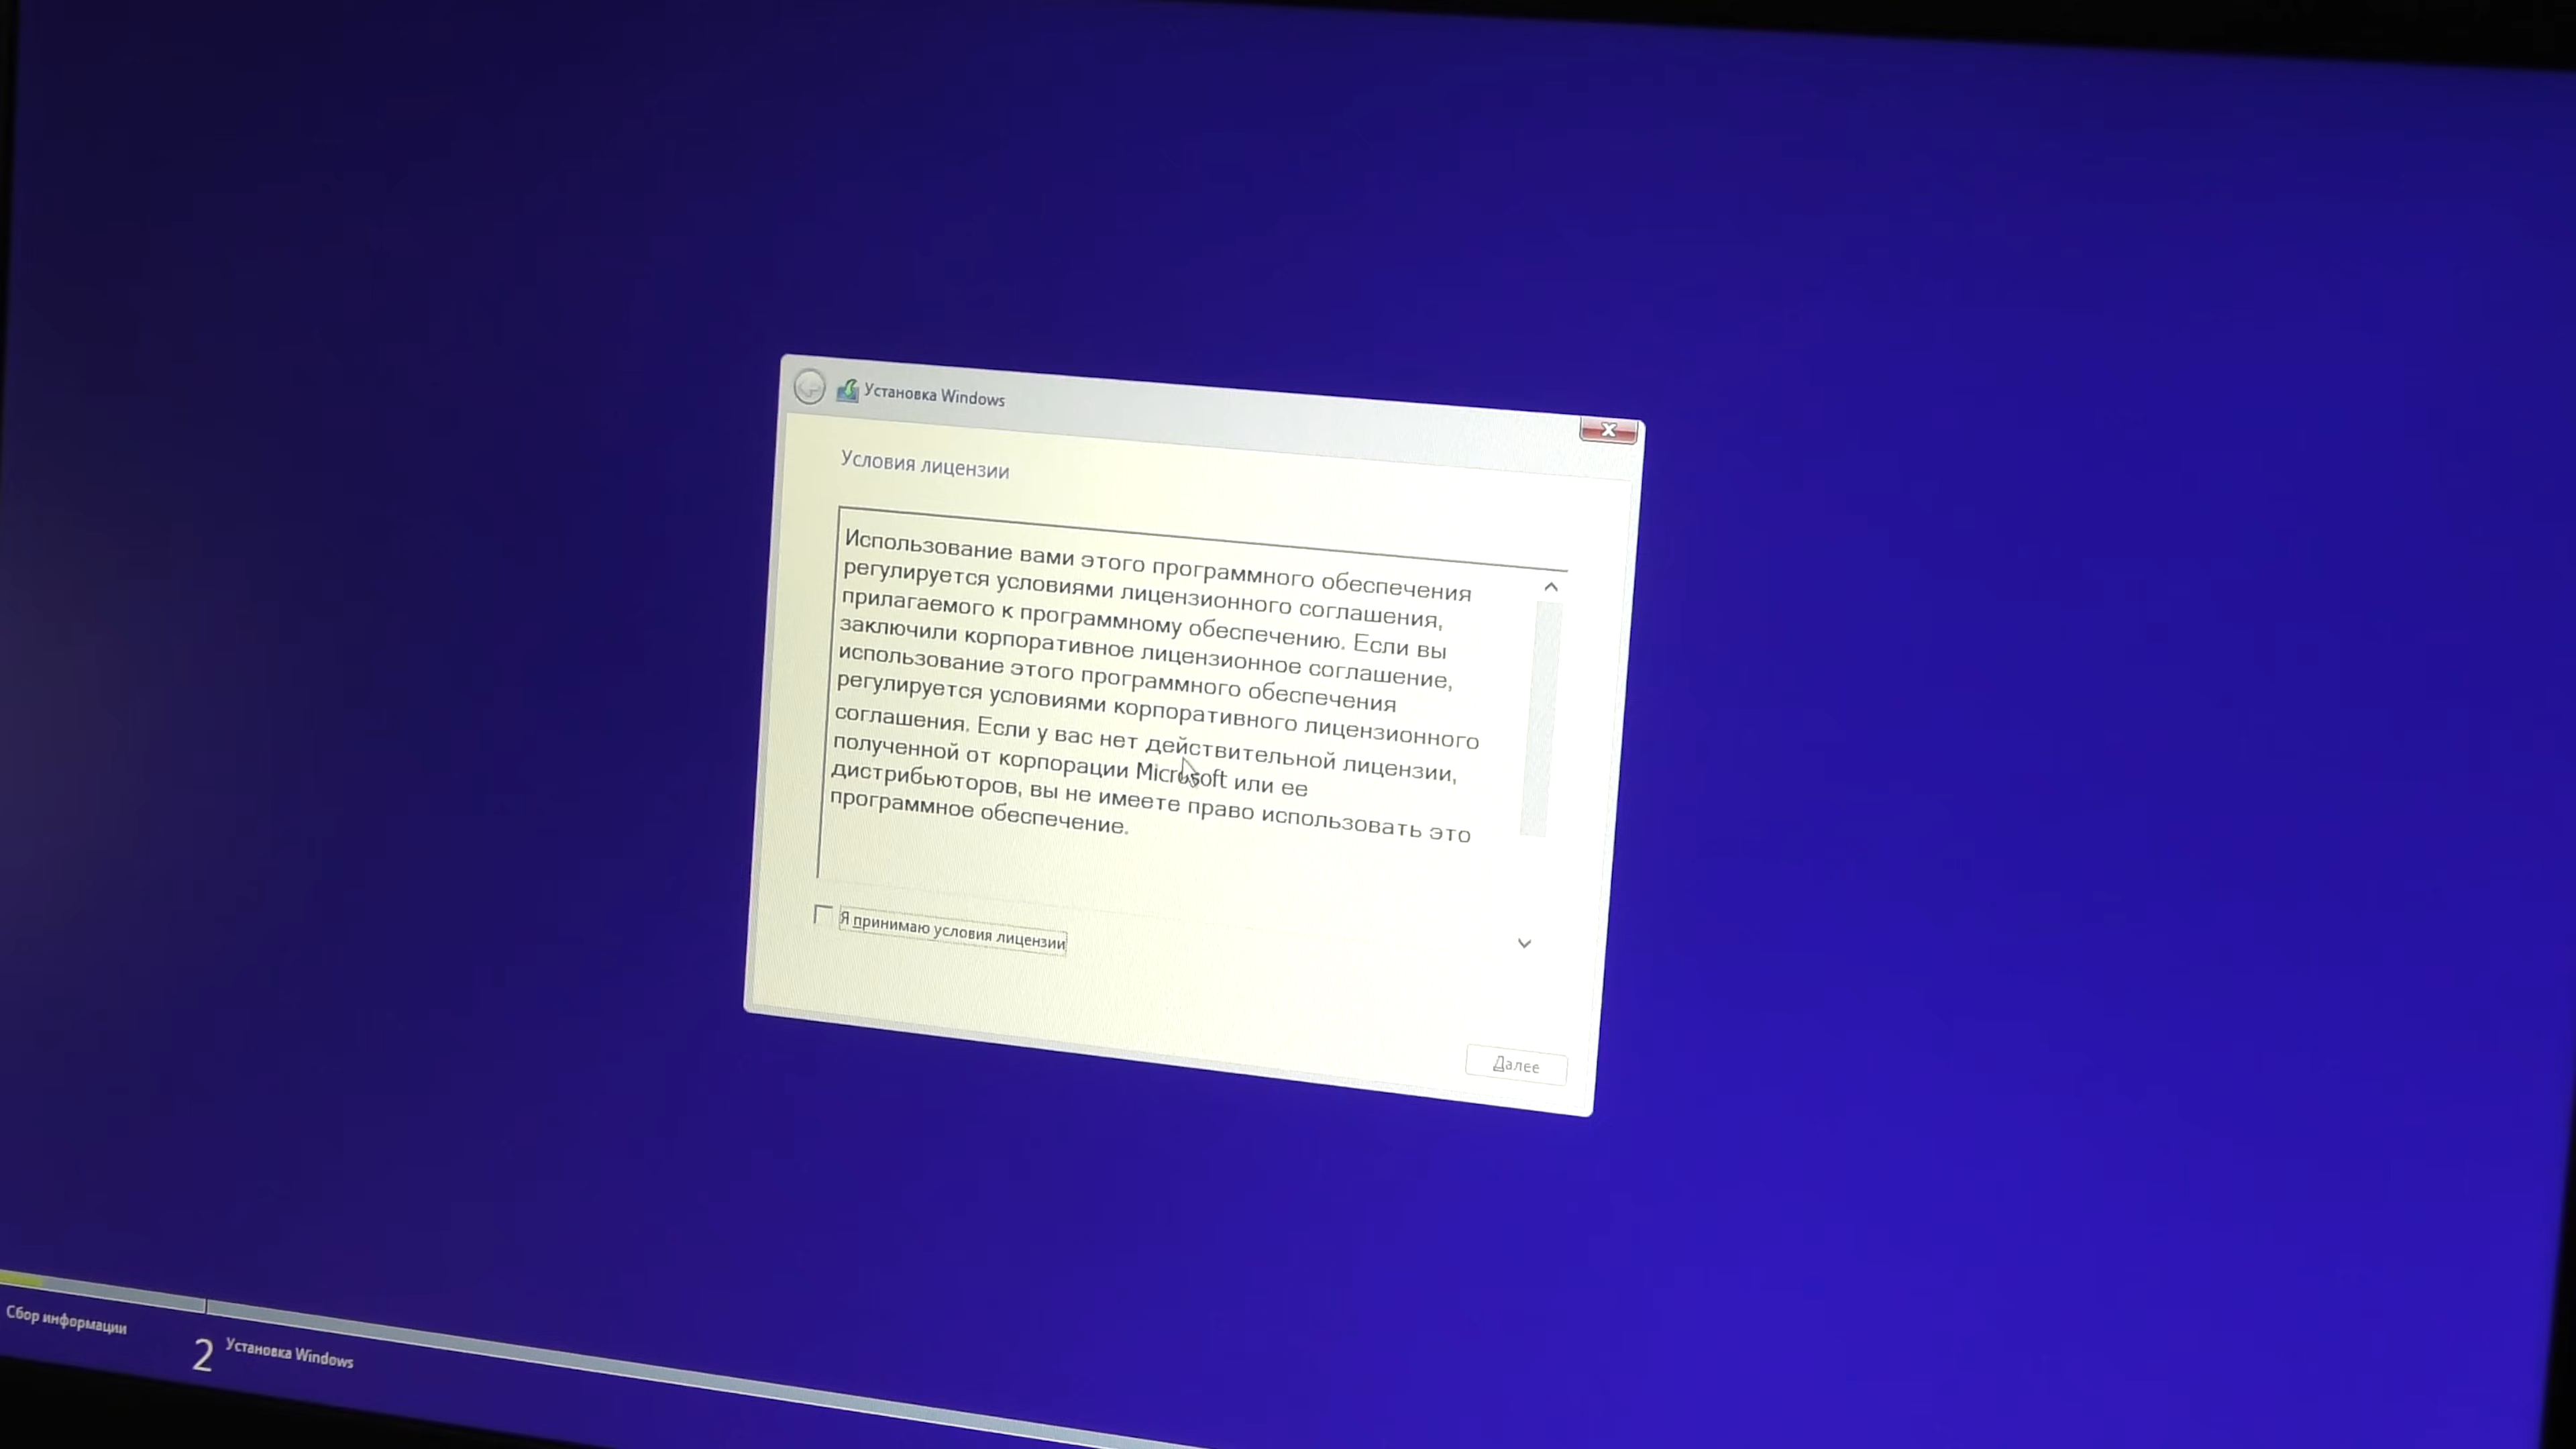 Установка Windows
Условия лицензии
Использование вами этого программного обеспечения
регулируется условиями лицензионного соглашения,
прилагаемого к программному обеспечению. Если вы
заключили корпоративное лицензионное соглашение,
использование этого программного обеспечения
регулируется условиями корпоративного лицензионного
соглашения. Если у вас нет действительной лицензии,
полученной от корпорации Microsoft или ее
дистрибьюторов, вы не имеете право использовать это
программное обеспечение.
Я принимаю условия лицензии
Далее
Сбор информации
2 Установка Windows